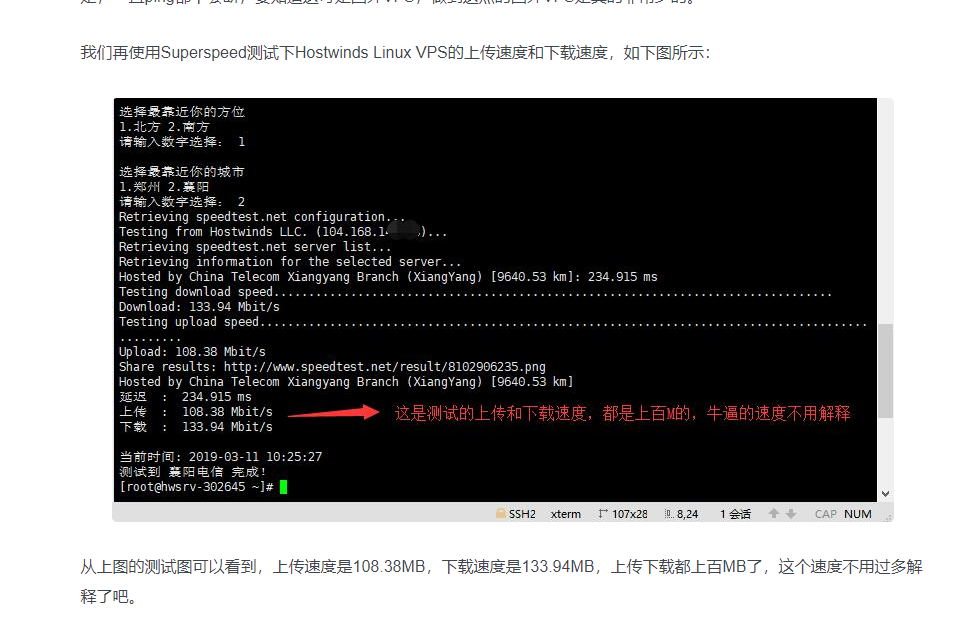 我们再使用Superspeed测试下Hostwinds Linux VPS的上传速度和下载速度，如下图所示：
选择最靠近你的方位
1.北方 2.南方
请输入数字选择： 1
选择最靠近你的城市
1.郑州 2.襄阳
请输入数字选择： 2
Retrieving speedtest.net configuration...
Testing from Hostwinds LLC. (104.168.14)...
Retrieving speedtest.net server list...
Retrieving information for the selected server...
Hosted by China Telecom Xiangyang Branch (XiangYang) [9640.53 km]: 234.915 ms
Testing download speed................................................................................
Download: 133.94 Mbit/s
Testing upload speed.......................................................................................
.........
Upload: 108.38 Mbit/s
Share results: http://www.speedtest.net/result/8102906235.png
Hosted by China Telecom Xiangyang Branch (XiangYang) [9640.53 km]
延迟 : 234.915 ms
上传 : 108.38 Mbit/s 这是测试的上传和下载速度，都是上百M的，牛逼的速度不用解释
下载 : 133.94 Mbit/s
当前时间: 2019-03-11 10:25:27
测试到 襄阳电信 完成！
[root@hwsrv-302645 ~]#
SSH2 xterm 107x28 8,24 1 会话 CAP NUM
从上图的测试图可以看到，上传速度是108.38MB，下载速度是133.94MB，上传下载都上百MB了，这个速度不用过多解
释了吧。